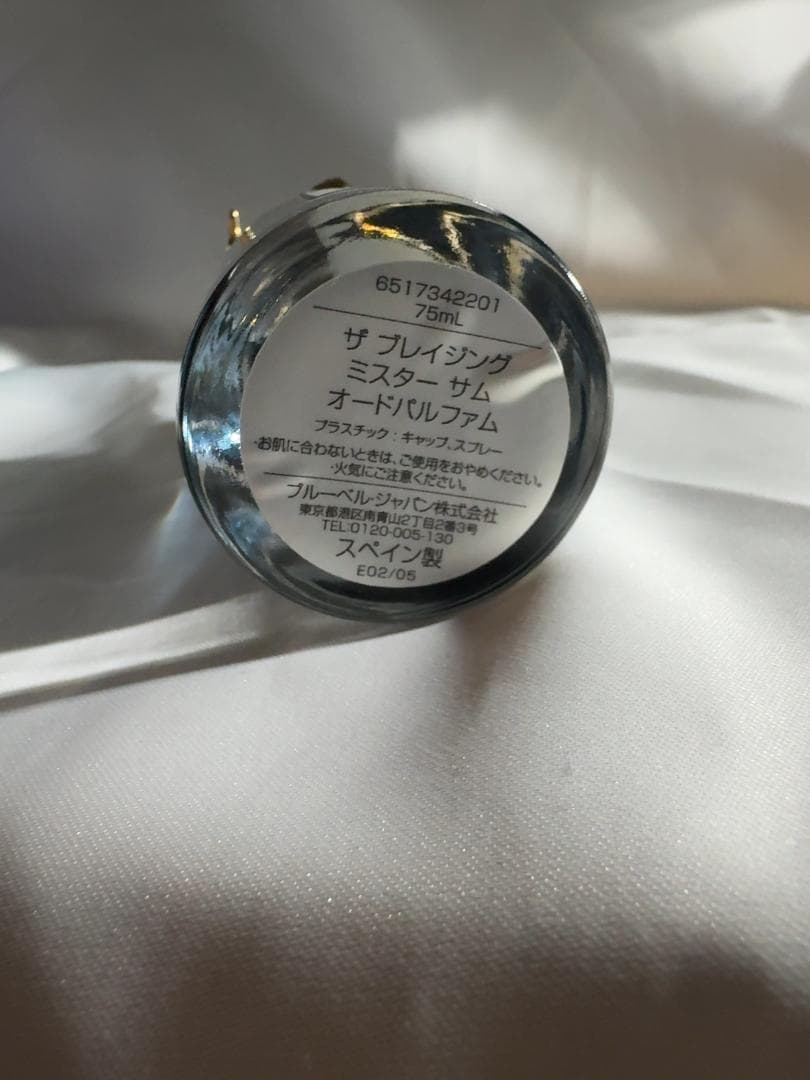 6517342201
75mL
ザ ブレイジング
ミスター サム
オードパルファム
プラスチック：キャップ、スプレー
・お肌に合わないときは、ご使用をおやめください。
・火気にご注意ください。
ブルーベル・ジャパン株式会社
東京都港区南青山2丁目2番3号
TEL:0120-005-130
スペイン製
E02/05